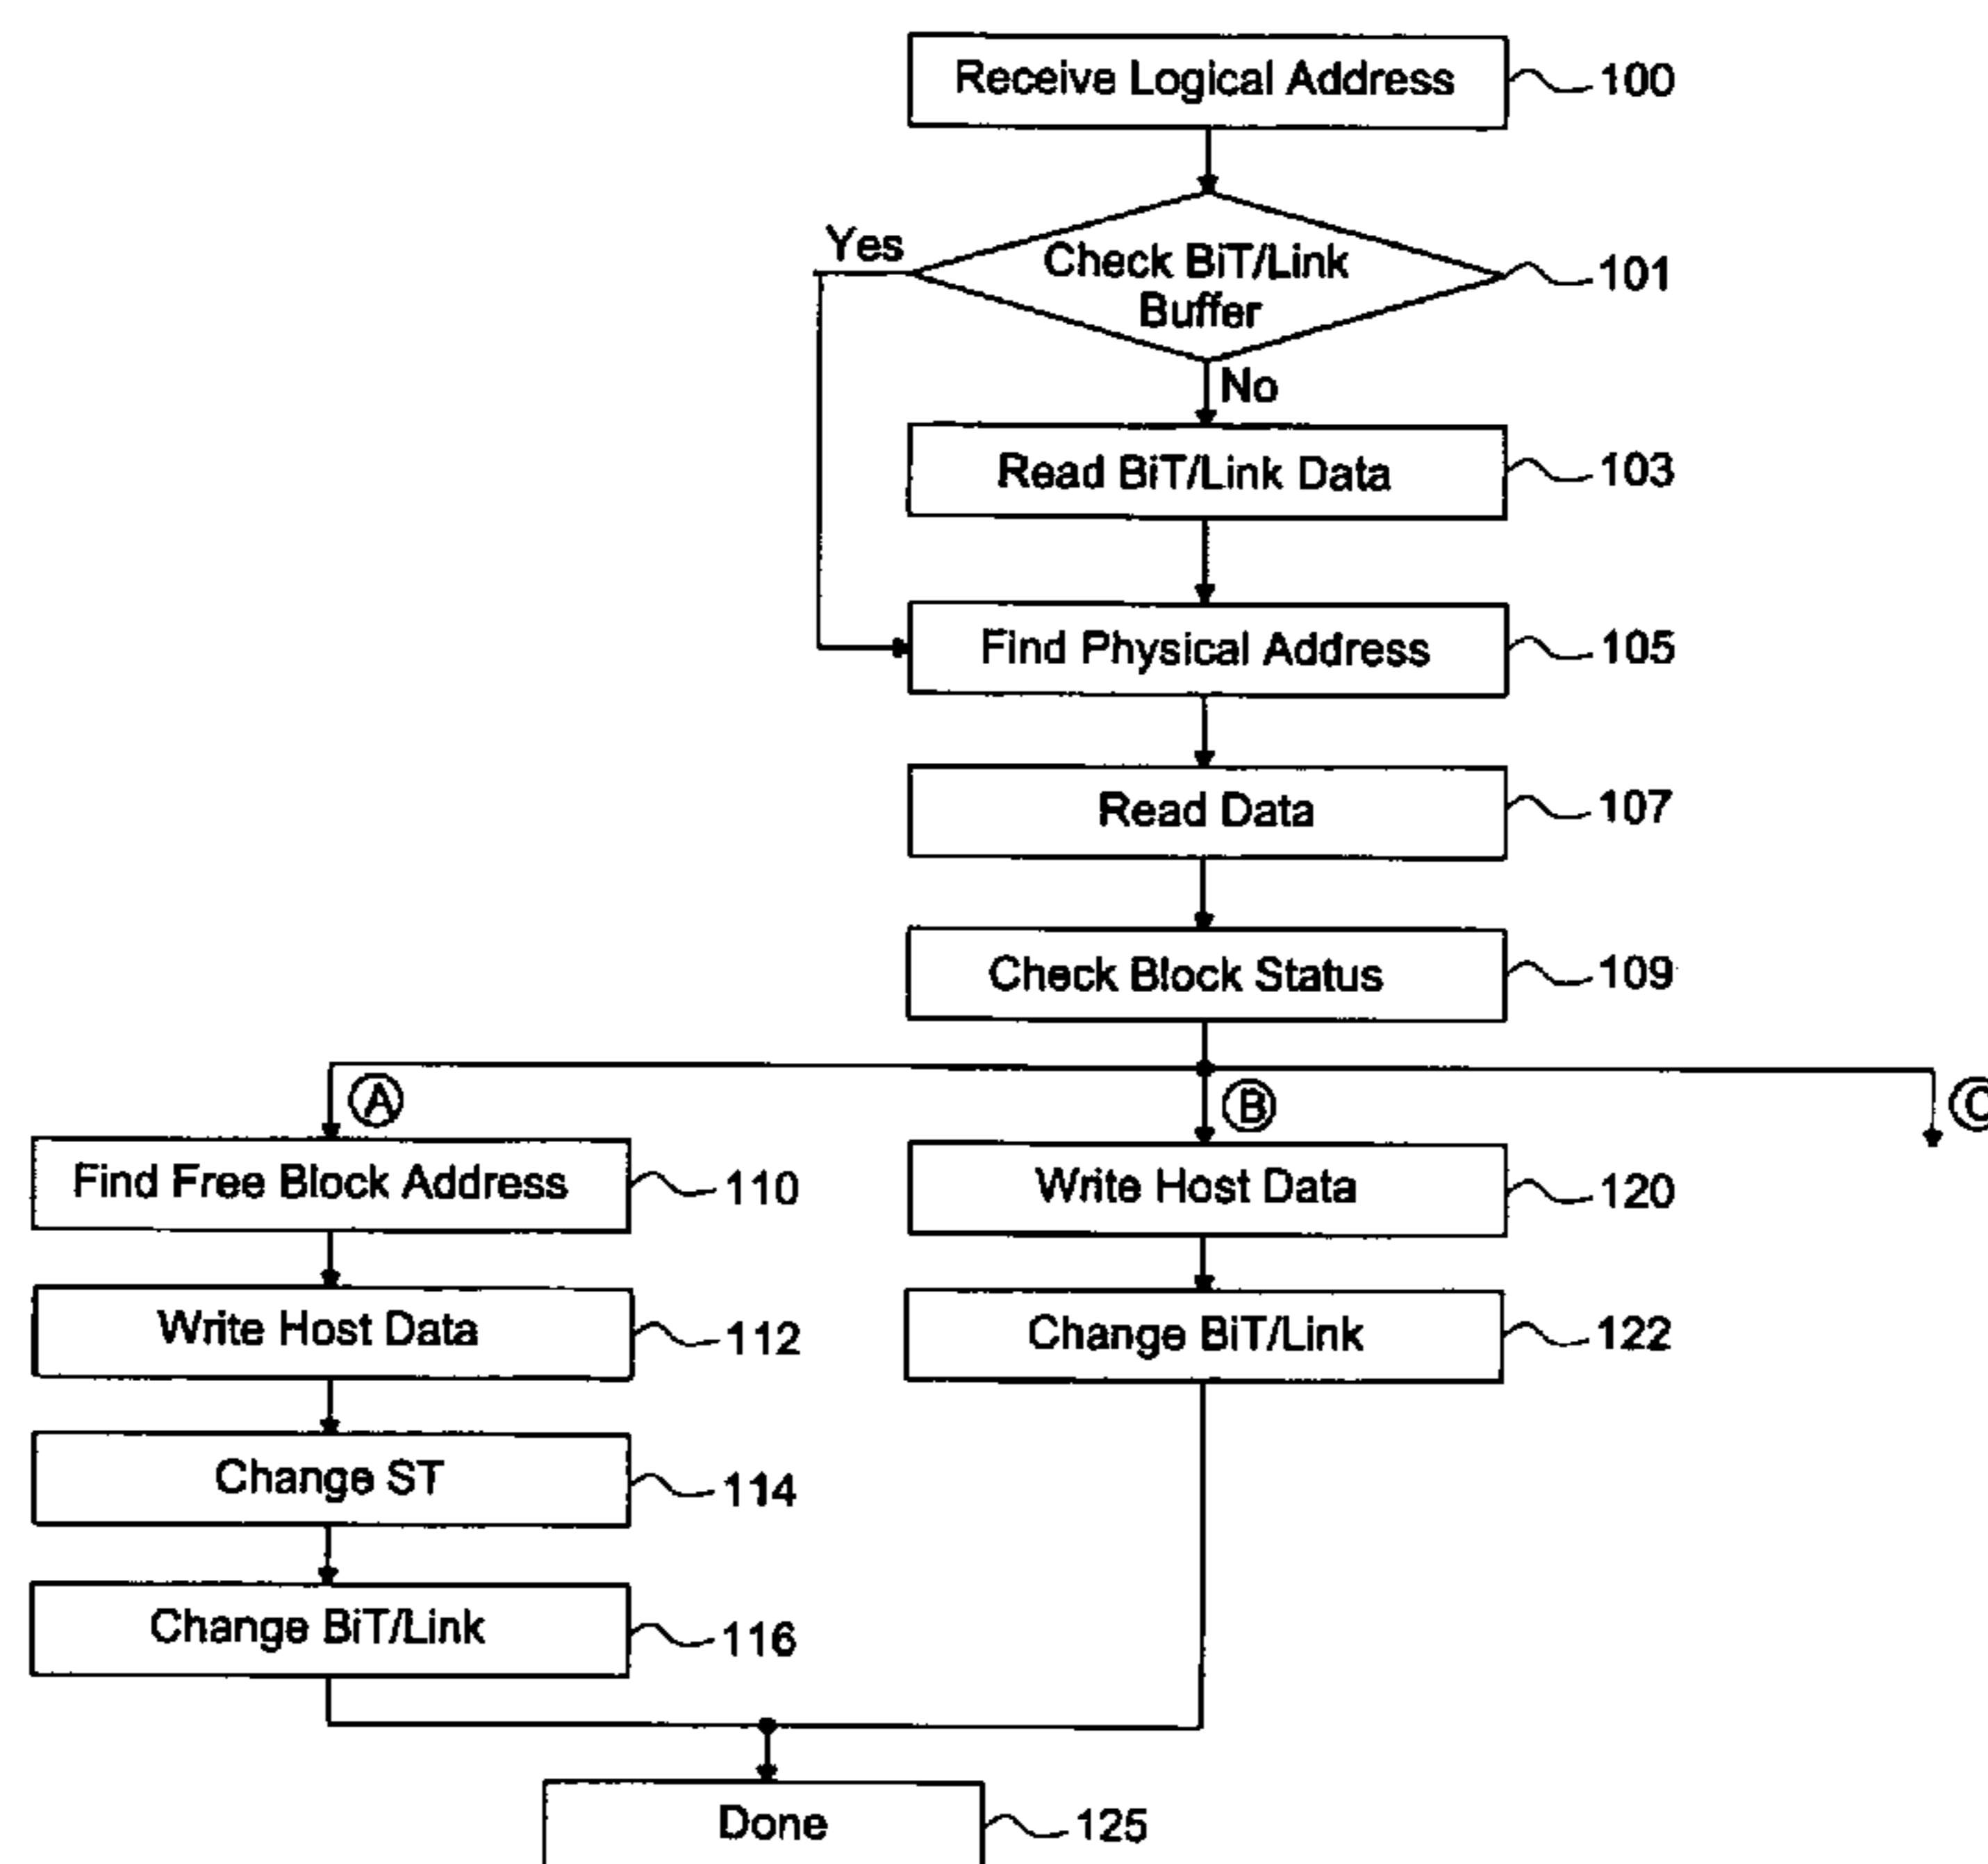 Receive Logical Address
100
Yes
Check BiT/Link
Buffer
101
No
Read BiT/Link Data
103
Find Physical Address
105
Read Data
107
Check Block Status
109
A
B
C
Find Free Block Address
110
Write Host Data
120
Write Host Data
112
Change BiT/Link
122
Change ST
114
Change BiT/Link
116
Done
125